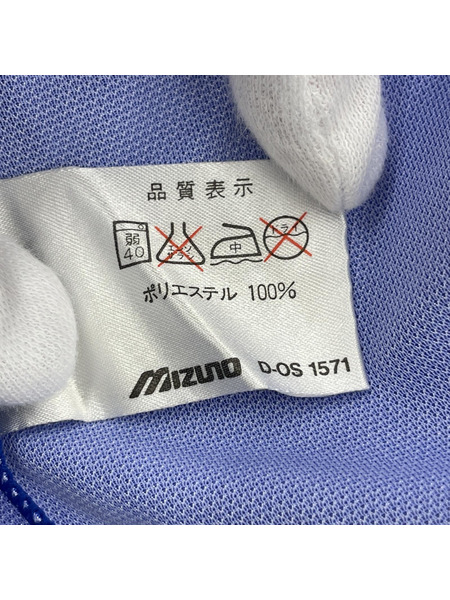 品質表示
弱 40 エンソ サラシ 中 ドライ
ポリエステル 100%
Mizuno D-OS 1571